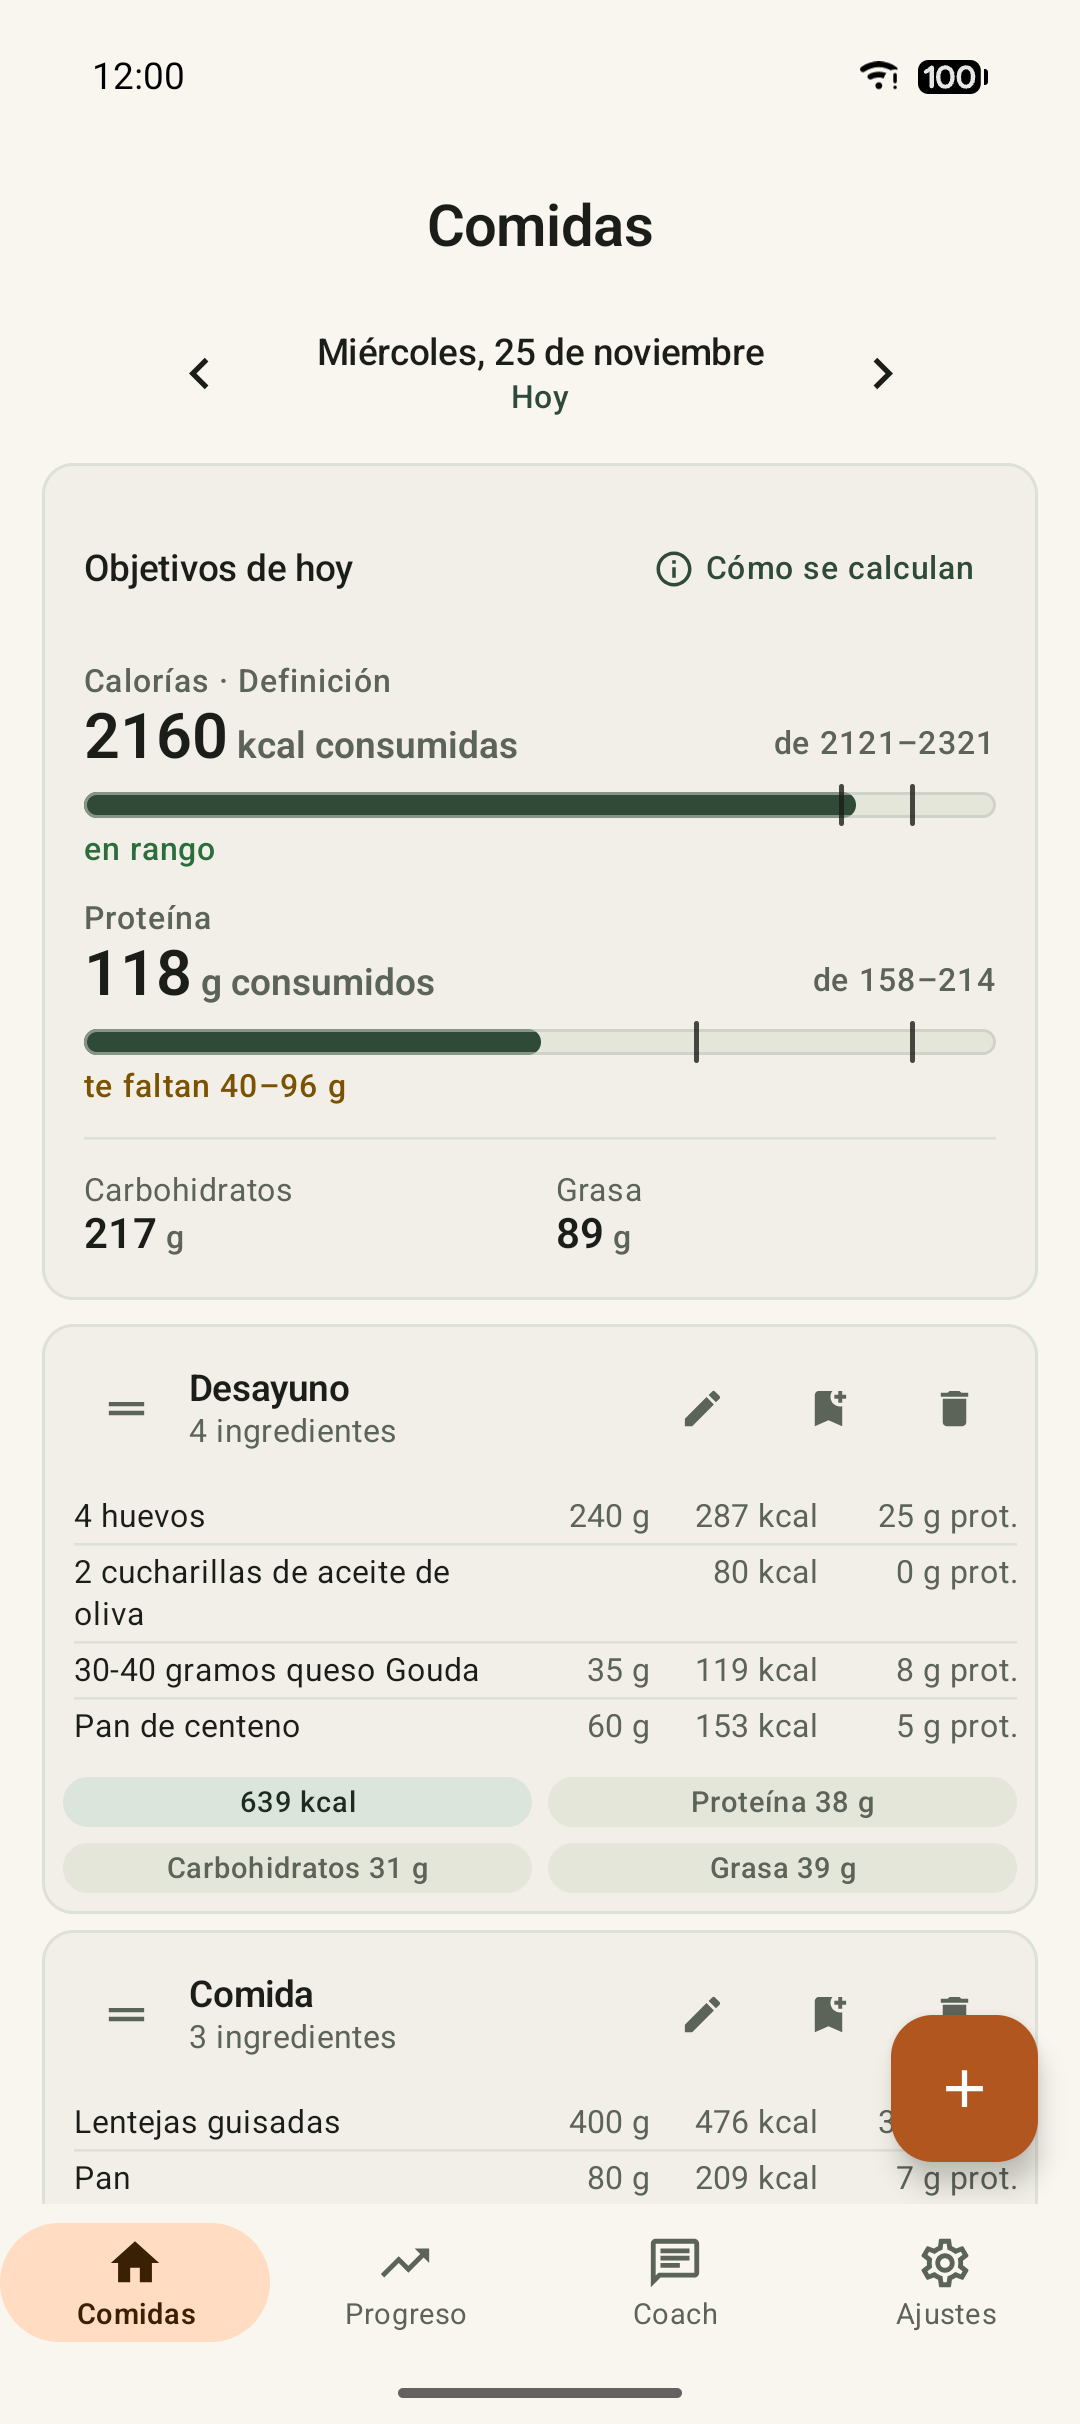 12:00
100
Comidas
Miércoles, 25 de noviembre
Hoy
Objetivos de hoy
Cómo se calculan
Calorías · Definición
2160 kcal consumidas
de 2121–2321
en rango
Proteína
118 g consumidos
de 158–214
te faltan 40–96 g
Carbohidratos
217 g
Grasa
89 g
Desayuno
4 ingredientes
4 huevos 240 g 287 kcal 25 g prot.
2 cucharillas de aceite de 80 kcal 0 g prot.
oliva
30-40 gramos queso Gouda 35 g 119 kcal 8 g prot.
Pan de centeno 60 g 153 kcal 5 g prot.
639 kcal Proteína 38 g
Carbohidratos 31 g Grasa 39 g
Comida
3 ingredientes
Lentejas guisadas 400 g 476 kcal
Pan 80 g 209 kcal 7 g prot.
Comidas Progreso Coach Ajustes